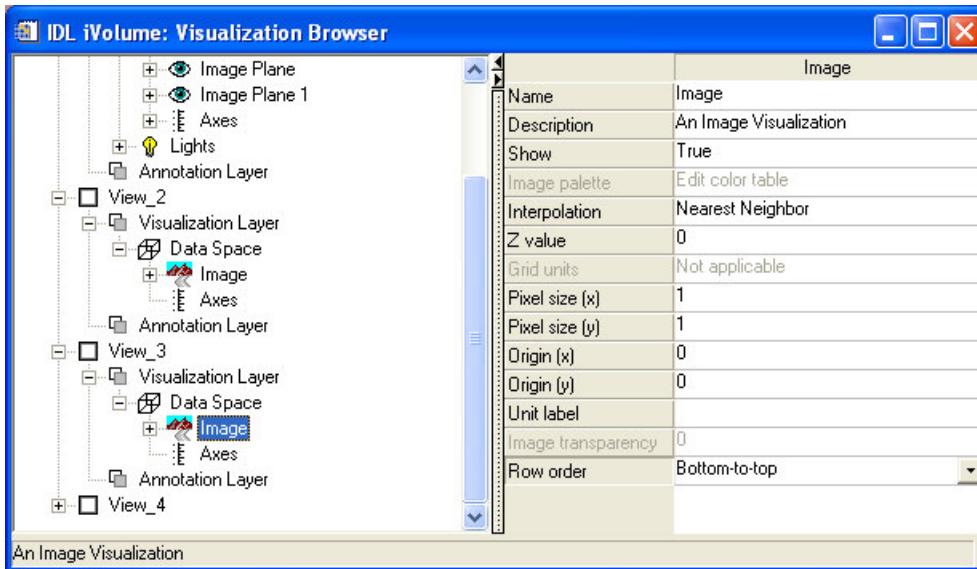 IDL iVolume: Visualization Browser
Image Plane
Image Plane 1
Axes
Lights
Annotation Layer
View_2
Visualization Layer
Data Space
Image
Axes
Annotation Layer
View_3
Visualization Layer
Data Space
Image
Axes
Annotation Layer
View_4
Image
Name Image
Description An Image Visualization
Show True
Image palette Edit color table
Interpolation Nearest Neighbor
Z value 0
Grid units Not applicable
Pixel size (x) 1
Pixel size (y) 1
Origin (x) 0
Origin (y) 0
Unit label
Image transparency 0
Row order Bottom-to-top
An Image Visualization